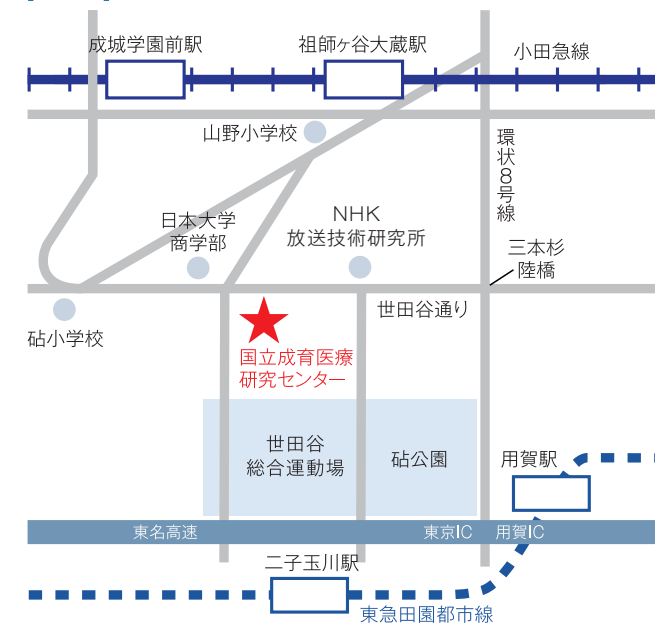 成城学園前駅
祖師ヶ谷大蔵駅
小田急線
山野小学校
環状8号線
日本大学
商学部
NHK
放送技術研究所
三本杉
陸橋
世田谷通り
砧小学校
国立成育医療
研究センター
世田谷
総合運動場
砧公園
用賀駅
東名高速
東京IC
用賀IC
二子玉川駅
東急田園都市線